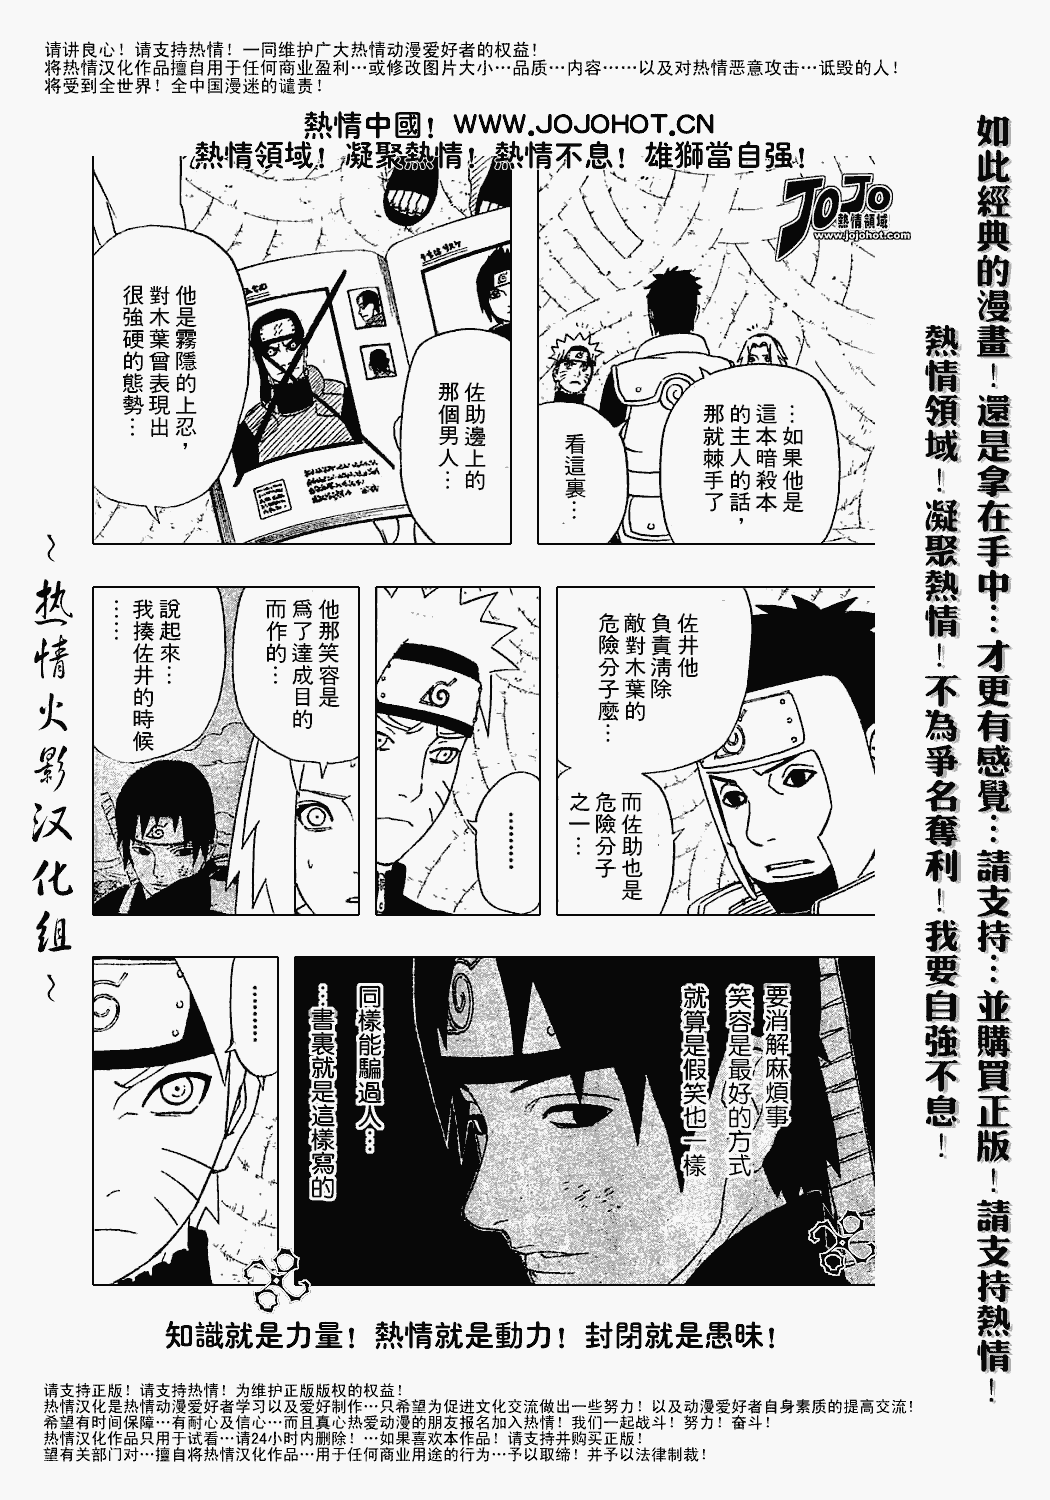 请讲良心！请支持热情！一同维护广大热情动漫爱好者的权益！
将热情汉化作品擅自用于任何商业盈利…或修改图片大小…品质…内容……以及对热情恶意攻击…诋毁的人！
将受到全世界！全中国漫迷的谴责！
熱情中國！WWW.JOJOHOT.CN
熱情領域！凝聚熱情！熱情不息！雄獅當自强！
如此經典的漫畫！還是拿在手中…才更有感覺…請支持…並購買正版！請支持熱情！
熱情領域！凝聚熱情！不為爭名奪利！我要自強不息！
JOJO
熱情領域
www.jojohot.com
…如果他是
這本暗殺本
的主人的話，
那就棘手了
看這裏…
佐助邊上的
那個男人…
他是霧隱的上忍，
對木葉曾表現出
很強硬的態勢…
佐井他
負責淸除
敵對木葉的
危險分子麼…
而佐助也是
危險分子
之一…
………
他那笑容是
爲了達成目的
而作的…
說起來…
我揍佐井的時候
……
要消解麻煩事
笑容是最好的方式
就算是假笑也一樣
同樣能騙過人…
…書裏就是這樣寫的
………
~热情火影汉化组~
知識就是力量！熱情就是動力！封閉就是愚昧！
请支持正版！请支持热情！为维护正版版权的权益！
热情汉化是热情动漫爱好者学习以及爱好制作…只希望为促进文化交流做出一些努力！以及动漫爱好者自身素质的提高交流！
希望有时间保障…有耐心及信心…而且真心热爱动漫的朋友报名加入热情！我们一起战斗！努力！奋斗！
热情汉化作品只用于试看…请24小时内删除！…如果喜欢本作品！请支持并购买正版！
望有关部门对…擅自将热情汉化作品…用于任何商业用途的行为…予以取缔！并予以法律制裁！